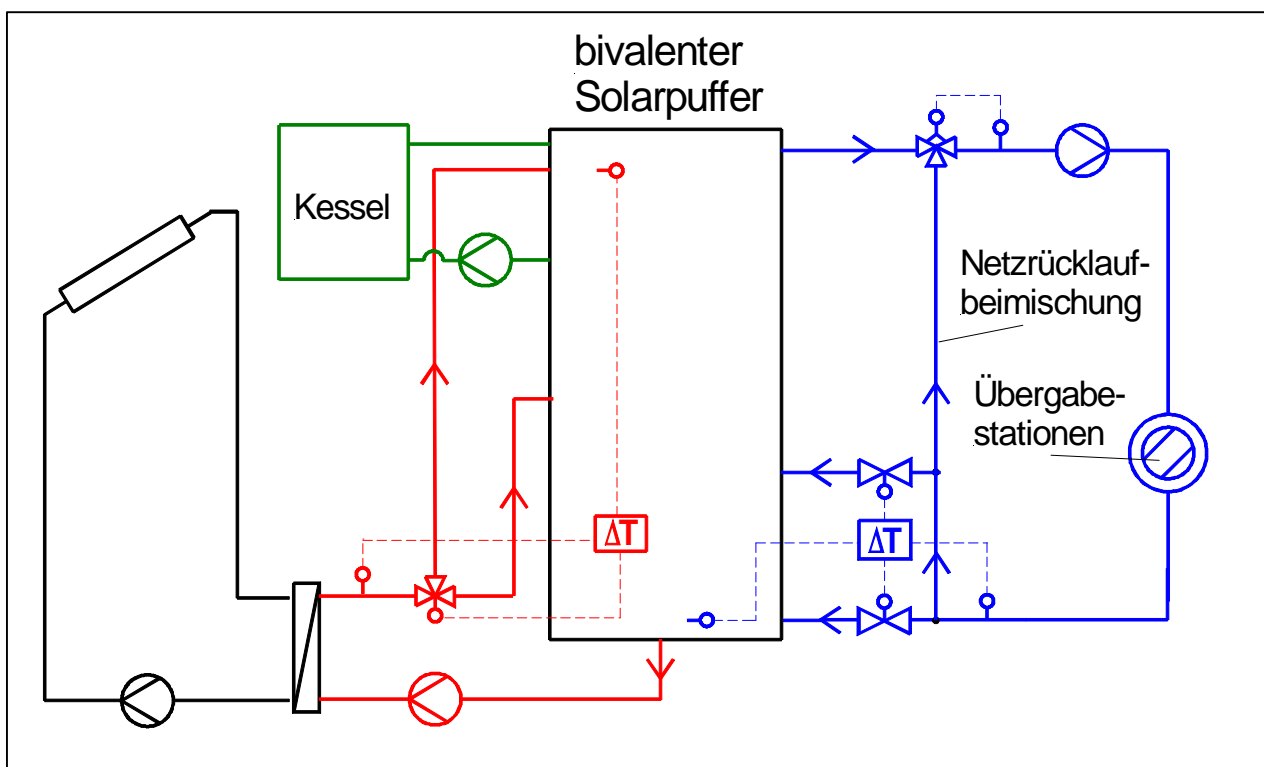 bivalenter
Solarpuffer
Kessel
Netzrücklauf-
beimischung
Übergabe-
stationen
ΔT
ΔT